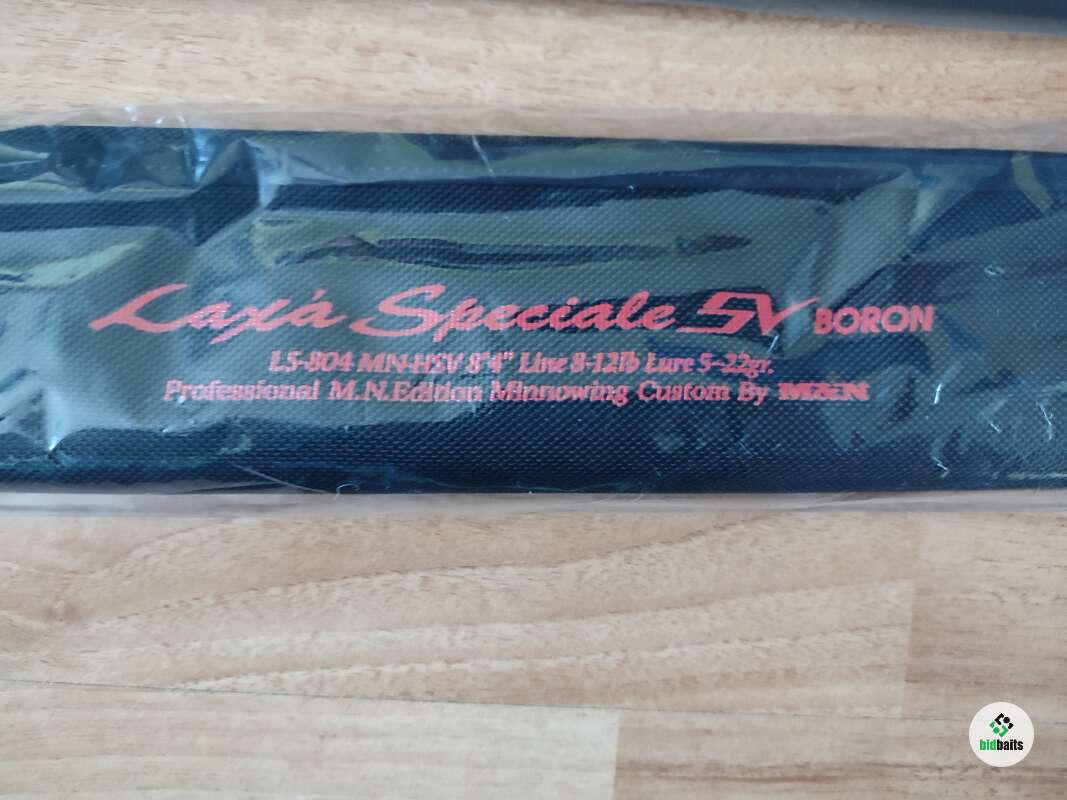 Laxá Speciale SV BORON
LS-804 MN-HSV 8'4" Line 8-12lb Lure 5-22gr.
Professional M.N.Edition Minnowing Custom By
bidbaits